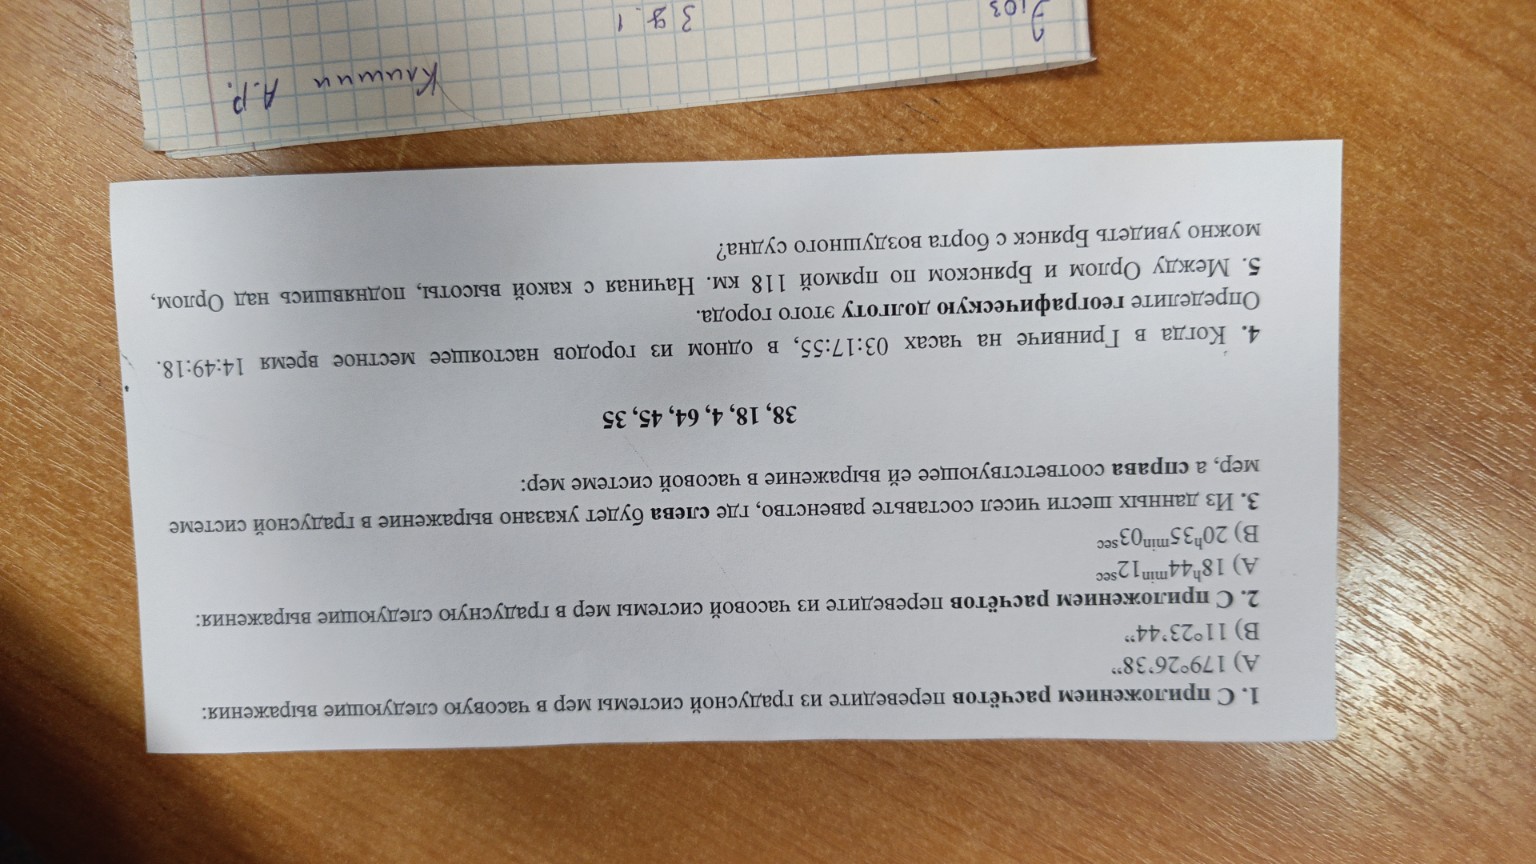 1. С приложением расчётов переведите из градусной системы мер в часовую следующие выражения:
А) 179°26‘38“
В) 11°23‘44“
2. С приложением расчётов переведите из часовой системы мер в градусную следующие выражения:
А) 18h44min12sec
В) 20h35min03sec
3. Из данных шести чисел составьте равенство, где слева будет указано выражение в градусной системе
мер, а справа соответствующее ей выражение в часовой системе мер:
38, 18, 4, 64, 45, 35
4. Когда в Гринвиче на часах 03:17:55, в одном из городов настоящее местное время 14:49:18.
Определите географическую долготу этого города.
5. Между Орлом и Брянском по прямой 118 км. Начиная с какой высоты, поднявшись над Орлом,
можно увидеть Брянск с борта воздушного судна?
Климин А.Р.